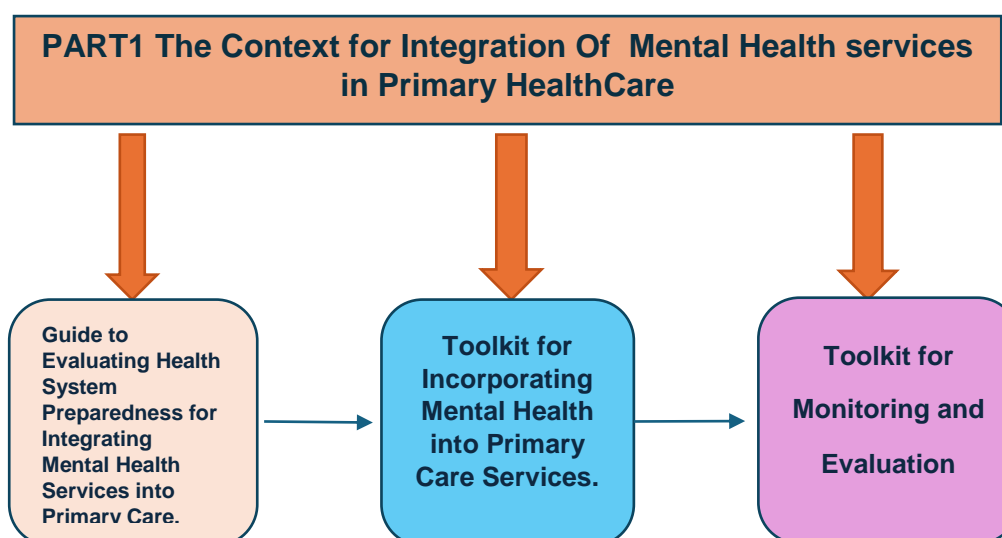 PART1 The Context for Integration Of  Mental Health services
in Primary HealthCare
Guide to
Evaluating Health
System
Preparedness for
Integrating
Mental Health
Services into
Primary Care.
Toolkit for
Incorporating
Mental Health
into Primary
Care Services.
Toolkit for
Monitoring and
Evaluation